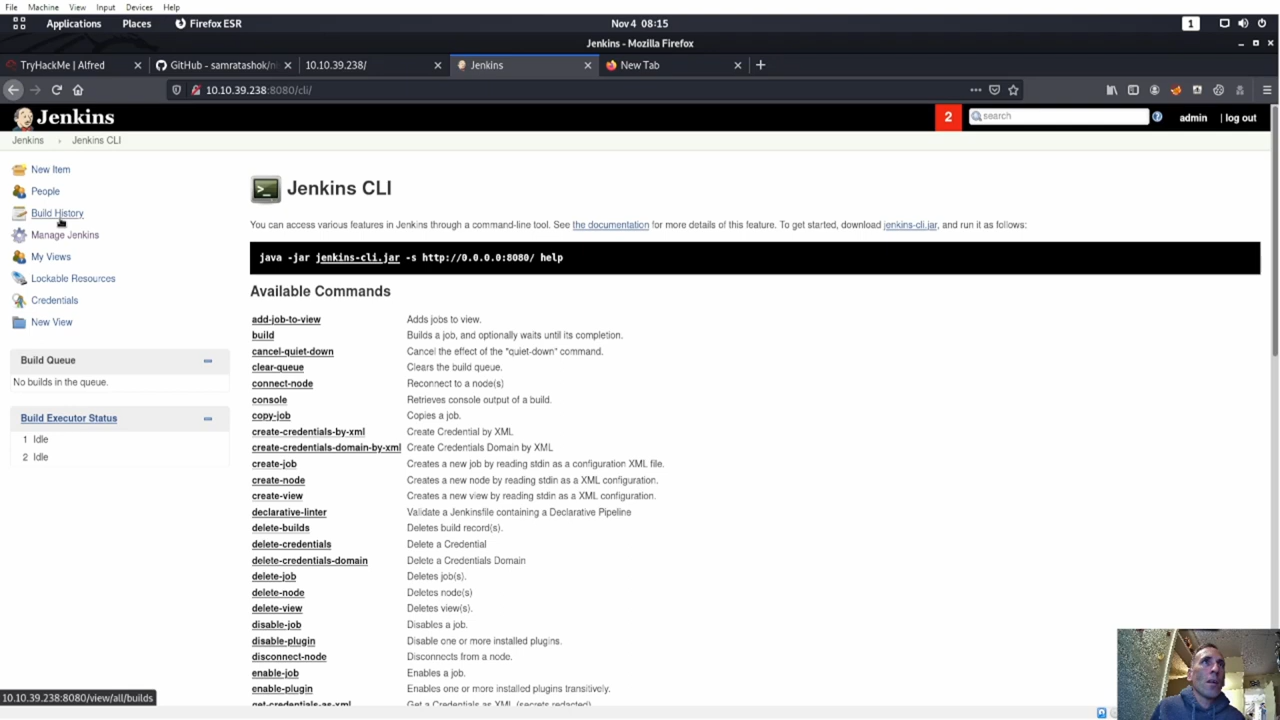 File Machine View Input Devices Help
Applications Places Firefox ESR Nov 4 08:15 1
Jenkins - Mozilla Firefox
TryHackMe | Alfred GitHub - samratashok/ni 10.10.39.238/ Jenkins New Tab
10.10.39.238:8080/cli/
Jenkins 2 search admin | log out
Jenkins Jenkins CLI
New Item
People
Build History
Manage Jenkins
My Views
Lockable Resources
Credentials
New View
Build Queue
No builds in the queue.
Build Executor Status
1 Idle
2 Idle
Jenkins CLI
You can access various features in Jenkins through a command-line tool. See the documentation for more details of this feature. To get started, download jenkins-cli.jar, and run it as follows:
java -jar jenkins-cli.jar -s http://0.0.0.0:8080/ help
Available Commands
add-job-to-view Adds jobs to view.
build Builds a job, and optionally waits until its completion.
cancel-quiet-down Cancel the effect of the "quiet-down" command.
clear-queue Clears the build queue.
connect-node Reconnect to a node(s)
console Retrieves console output of a build.
copy-job Copies a job.
create-credentials-by-xml Create Credential by XML
create-credentials-domain-by-xml Create Credentials Domain by XML
create-job Creates a new job by reading stdin as a configuration XML file.
create-node Creates a new node by reading stdin as a XML configuration.
create-view Creates a new view by reading stdin as a XML configuration.
declarative-linter Validate a Jenkinsfile containing a Declarative Pipeline
delete-builds Deletes build record(s).
delete-credentials Delete a Credential
delete-credentials-domain Delete a Credentials Domain
delete-job Deletes job(s).
delete-node Deletes node(s)
delete-view Deletes view(s).
disable-job Disables a job.
disable-plugin Disable one or more installed plugins.
disconnect-node Disconnects from a node.
enable-job Enables a job.
enable-plugin Enables one or more installed plugins transitively.
get-credentials-as-xml Get a Credentials as XML (secrets redacted)
10.10.39.238:8080/view/all/builds